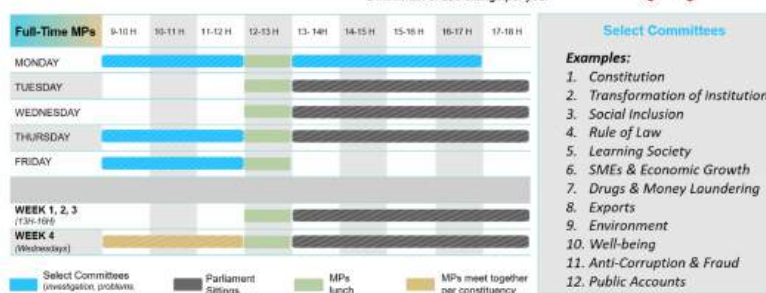 Full-Time MPs 9-10 H 10-11 H 11-12 H 12-13 H 13- 14H 14-15 H 15-16 H 16-17 H 17-18 H
MONDAY
TUESDAY
WEDNESDAY
THURSDAY
FRIDAY
WEEK 1, 2, 3
(13H-16H)
WEEK 4
(Wednesdays)
Select Committees
(investigation, problems
Parliament
Sittings
MPs
lunch
MPs meet together
per constituency
Select Committees
Examples:
1. Constitution
2. Transformation of Institution
3. Social Inclusion
4. Rule of Law
5. Learning Society
6. SMEs & Economic Growth
7. Drugs & Money Laundering
8. Exports
9. Environment
10. Well-being
11. Anti-Corruption & Fraud
12. Public Accounts